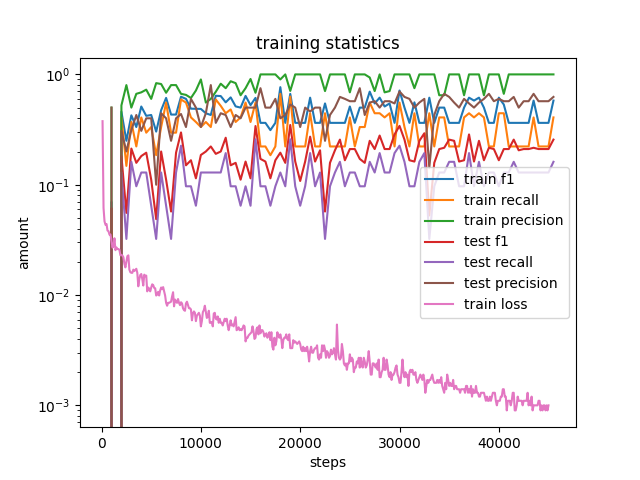 training statistics
10⁰
10⁻¹
10⁻²
10⁻³
amount
train f1
train recall
train precision
test f1
test recall
test precision
train loss
0 10000 20000 30000 40000
steps